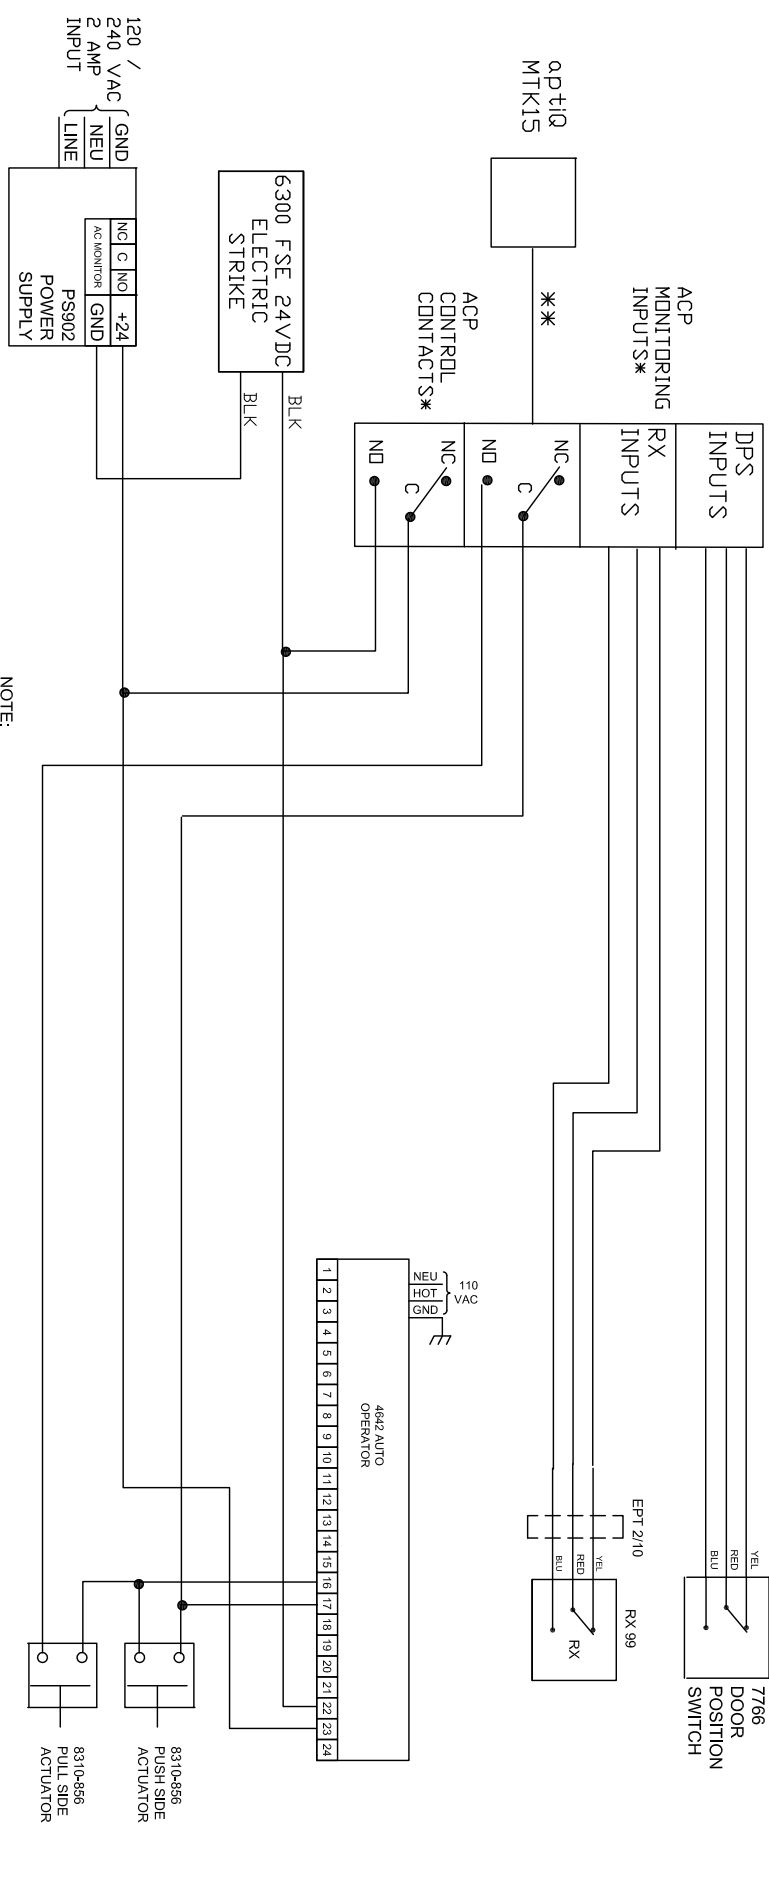 7766
DOOR
POSITION
SWITCH
DPS
INPUTS
YEL
RED
BLU
ACP
MONITORING
INPUTS*
RX
INPUTS
EPT 2/10
YEL
RED
BLU
RX 99
RX
aptiQ
MTK15
**
NC
C
NO
ACP
CONTROL
CONTACTS*
NC
C
NO
NEU
HOT
GND
110
VAC
4642 AUTO
OPERATOR
1 2 3 4 5 6 7 8 9 10 11 12 13 14 15 16 17 18 19 20 21 22 23 24
6300 FSE 24VDC
ELECTRIC
STRIKE
BLK
BLK
120 /
240 VAC
2 AMP
INPUT
GND
NEU
LINE
NC C NO +24
AC MONITOR GND
PS902
POWER
SUPPLY
8310-856
PUSH SIDE
ACTUATOR
8310-856
PULL SIDE
ACTUATOR
NOTE: